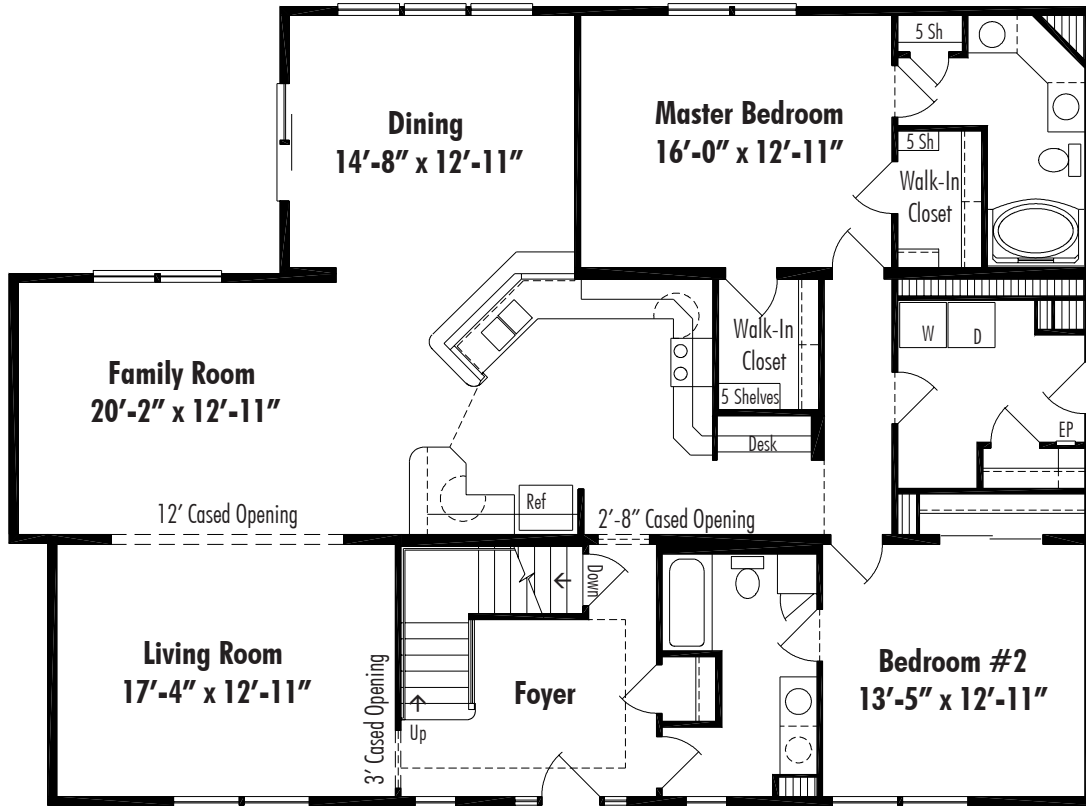 5 Sh
Dining
14'-8" x 12'-11"
Master Bedroom
16'-0" x 12'-11"
5 Sh
Walk-In
Closet
Family Room
20'-2" x 12'-11"
Walk-In
Closet
5 Shelves
W
D
EP
Desk
Ref
12' Cased Opening
2'-8" Cased Opening
Down
Living Room
17'-4" x 12'-11"
3' Cased Opening
Up
Foyer
Bedroom #2
13'-5" x 12'-11"